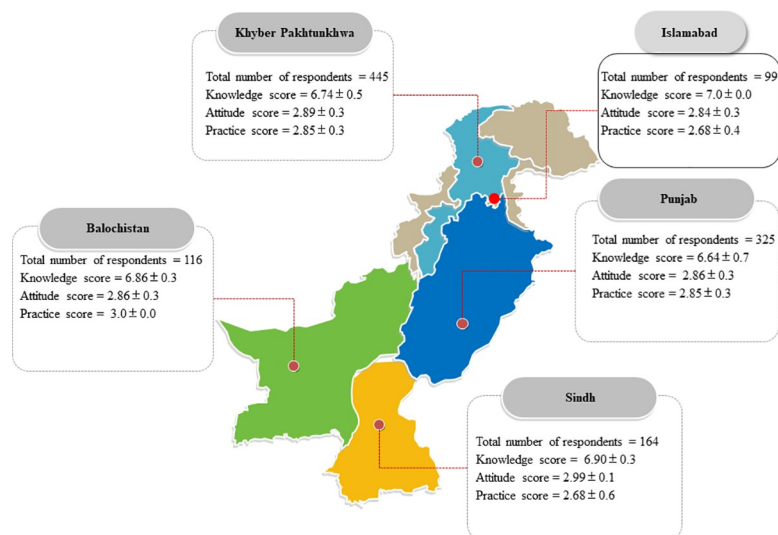 Khyber Pakhtunkhwa
Total number of respondents = 445
Knowledge score = 6.74 ± 0.5
Attitude score = 2.89 ± 0.3
Practice score = 2.85 ± 0.3
Islamabad
Total number of respondents = 99
Knowledge score = 7.0 ± 0.0
Attitude score = 2.84 ± 0.3
Practice score = 2.68 ± 0.4
Balochistan
Total number of respondents = 116
Knowledge score = 6.86 ± 0.3
Attitude score = 2.86 ± 0.3
Practice score = 3.0 ± 0.0
Punjab
Total number of respondents = 325
Knowledge score = 6.64 ± 0.7
Attitude score = 2.86 ± 0.3
Practice score = 2.85 ± 0.3
Sindh
Total number of respondents = 164
Knowledge score = 6.90 ± 0.3
Attitude score = 2.99 ± 0.1
Practice score = 2.68 ± 0.6